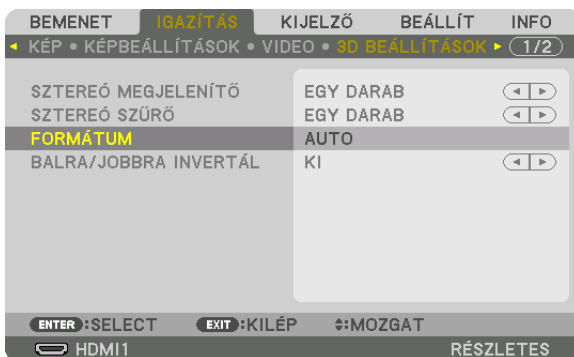 BEMENET IGAZÍTÁS KIJELZŐ BEÁLLÍT INFO
KÉP • KÉPBEÁLLÍTÁSOK • VIDEO • 3D BEÁLLÍTÁSOK 1/2
SZTEREÓ MEGJELENÍTŐ EGY DARAB
SZTEREÓ SZŰRŐ EGY DARAB
FORMÁTUM AUTO
BALRA/JOBBRA INVERTÁL KI
ENTER :SELECT EXIT :KILÉP :MOZGAT
HDMI1 RÉSZLETES